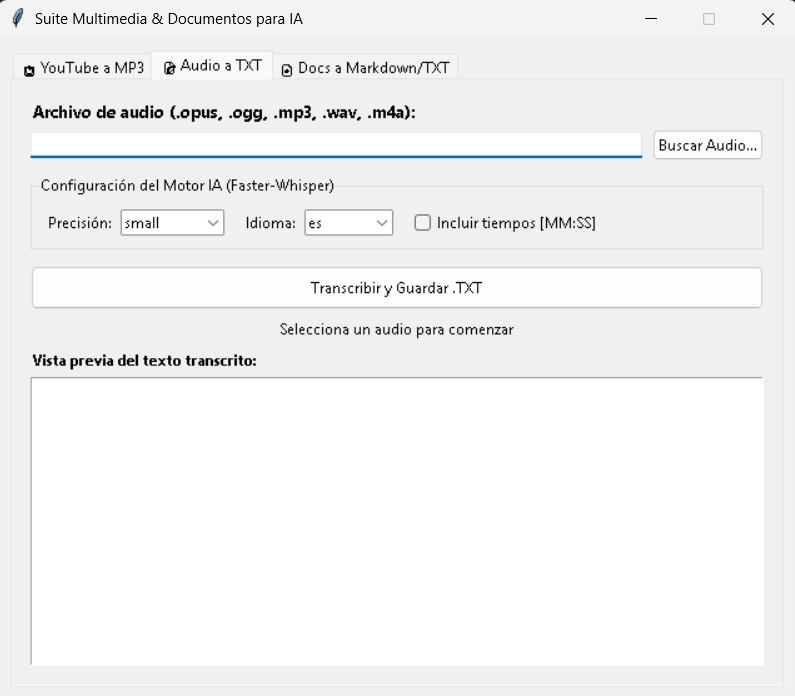 Suite Multimedia & Documentos para IA
YouTube a MP3 Audio a TXT Docs a Markdown/TXT
Archivo de audio (.opus, .ogg, .mp3, .wav, .m4a):
Buscar Audio...
Configuración del Motor IA (Faster-Whisper)
Precisión: small Idioma: es Incluir tiempos [MM:SS]
Transcribir y Guardar .TXT
Selecciona un audio para comenzar
Vista previa del texto transcrito: